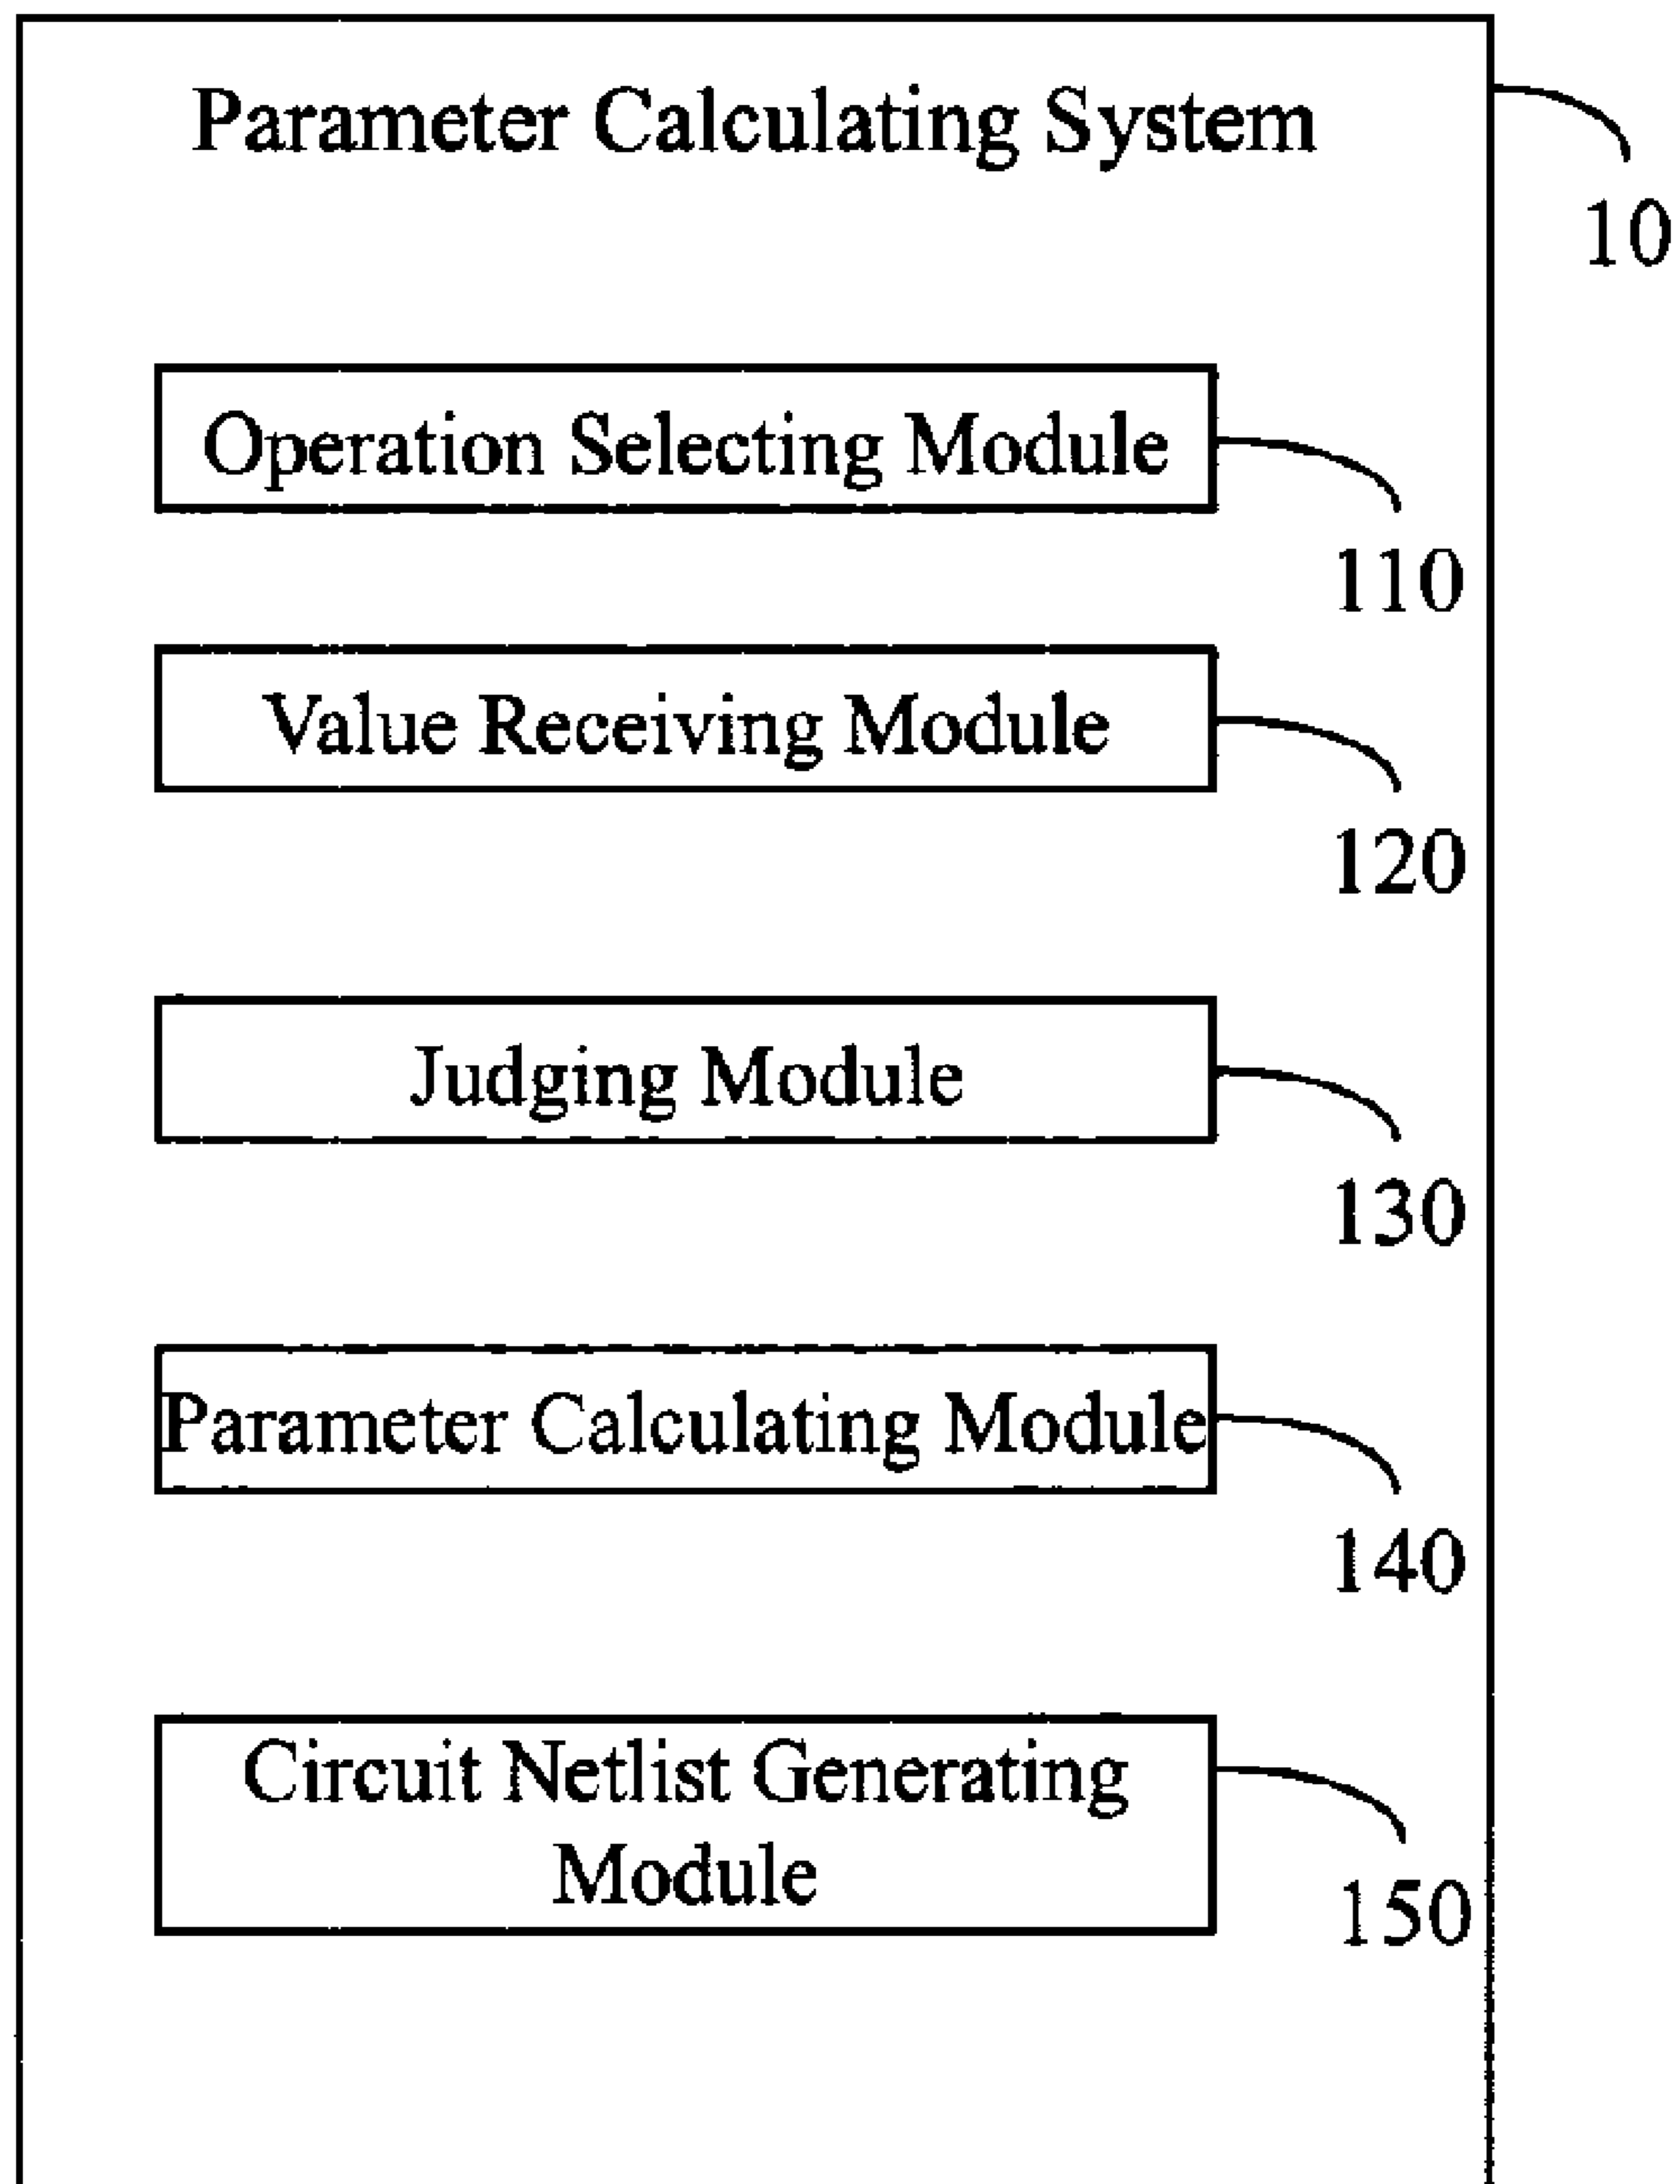 Parameter Calculating System
10
Operation Selecting Module
110
Value Receiving Module
120
Judging Module
130
Parameter Calculating Module
140
Circuit Netlist Generating
Module
150